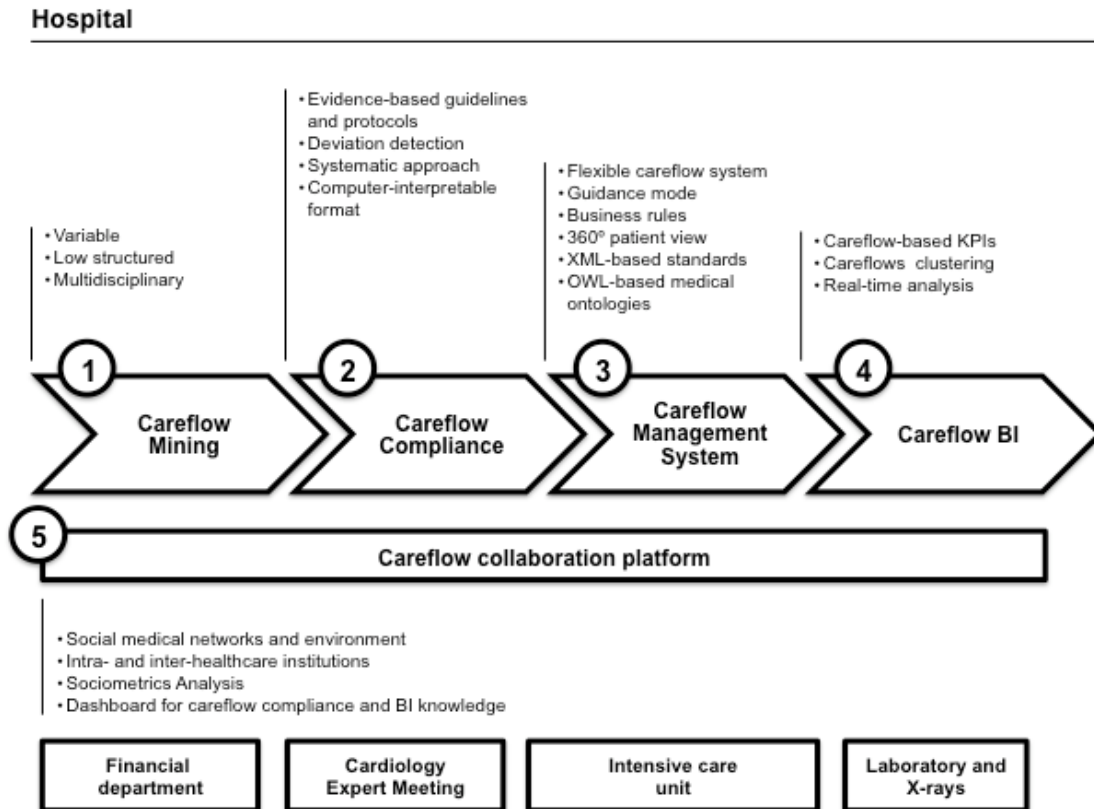 Hospital
• Evidence-based guidelines
and protocols
• Deviation detection
• Systematic approach
• Computer-interpretable
format
• Flexible careflow system
• Guidance mode
• Business rules
• 360º patient view
• XML-based standards
• OWL-based medical
ontologies
• Variable
• Low structured
• Multidisciplinary
• Careflow-based KPIs
• Careflows clustering
• Real-time analysis
1
Careflow
Mining
2
Careflow
Compliance
3
Careflow
Management
System
4
Careflow BI
5
Careflow collaboration platform
• Social medical networks and environment
• Intra- and inter-healthcare institutions
• Sociometrics Analysis
• Dashboard for careflow compliance and BI knowledge
Financial
department
Cardiology
Expert Meeting
Intensive care
unit
Laboratory and
X-rays